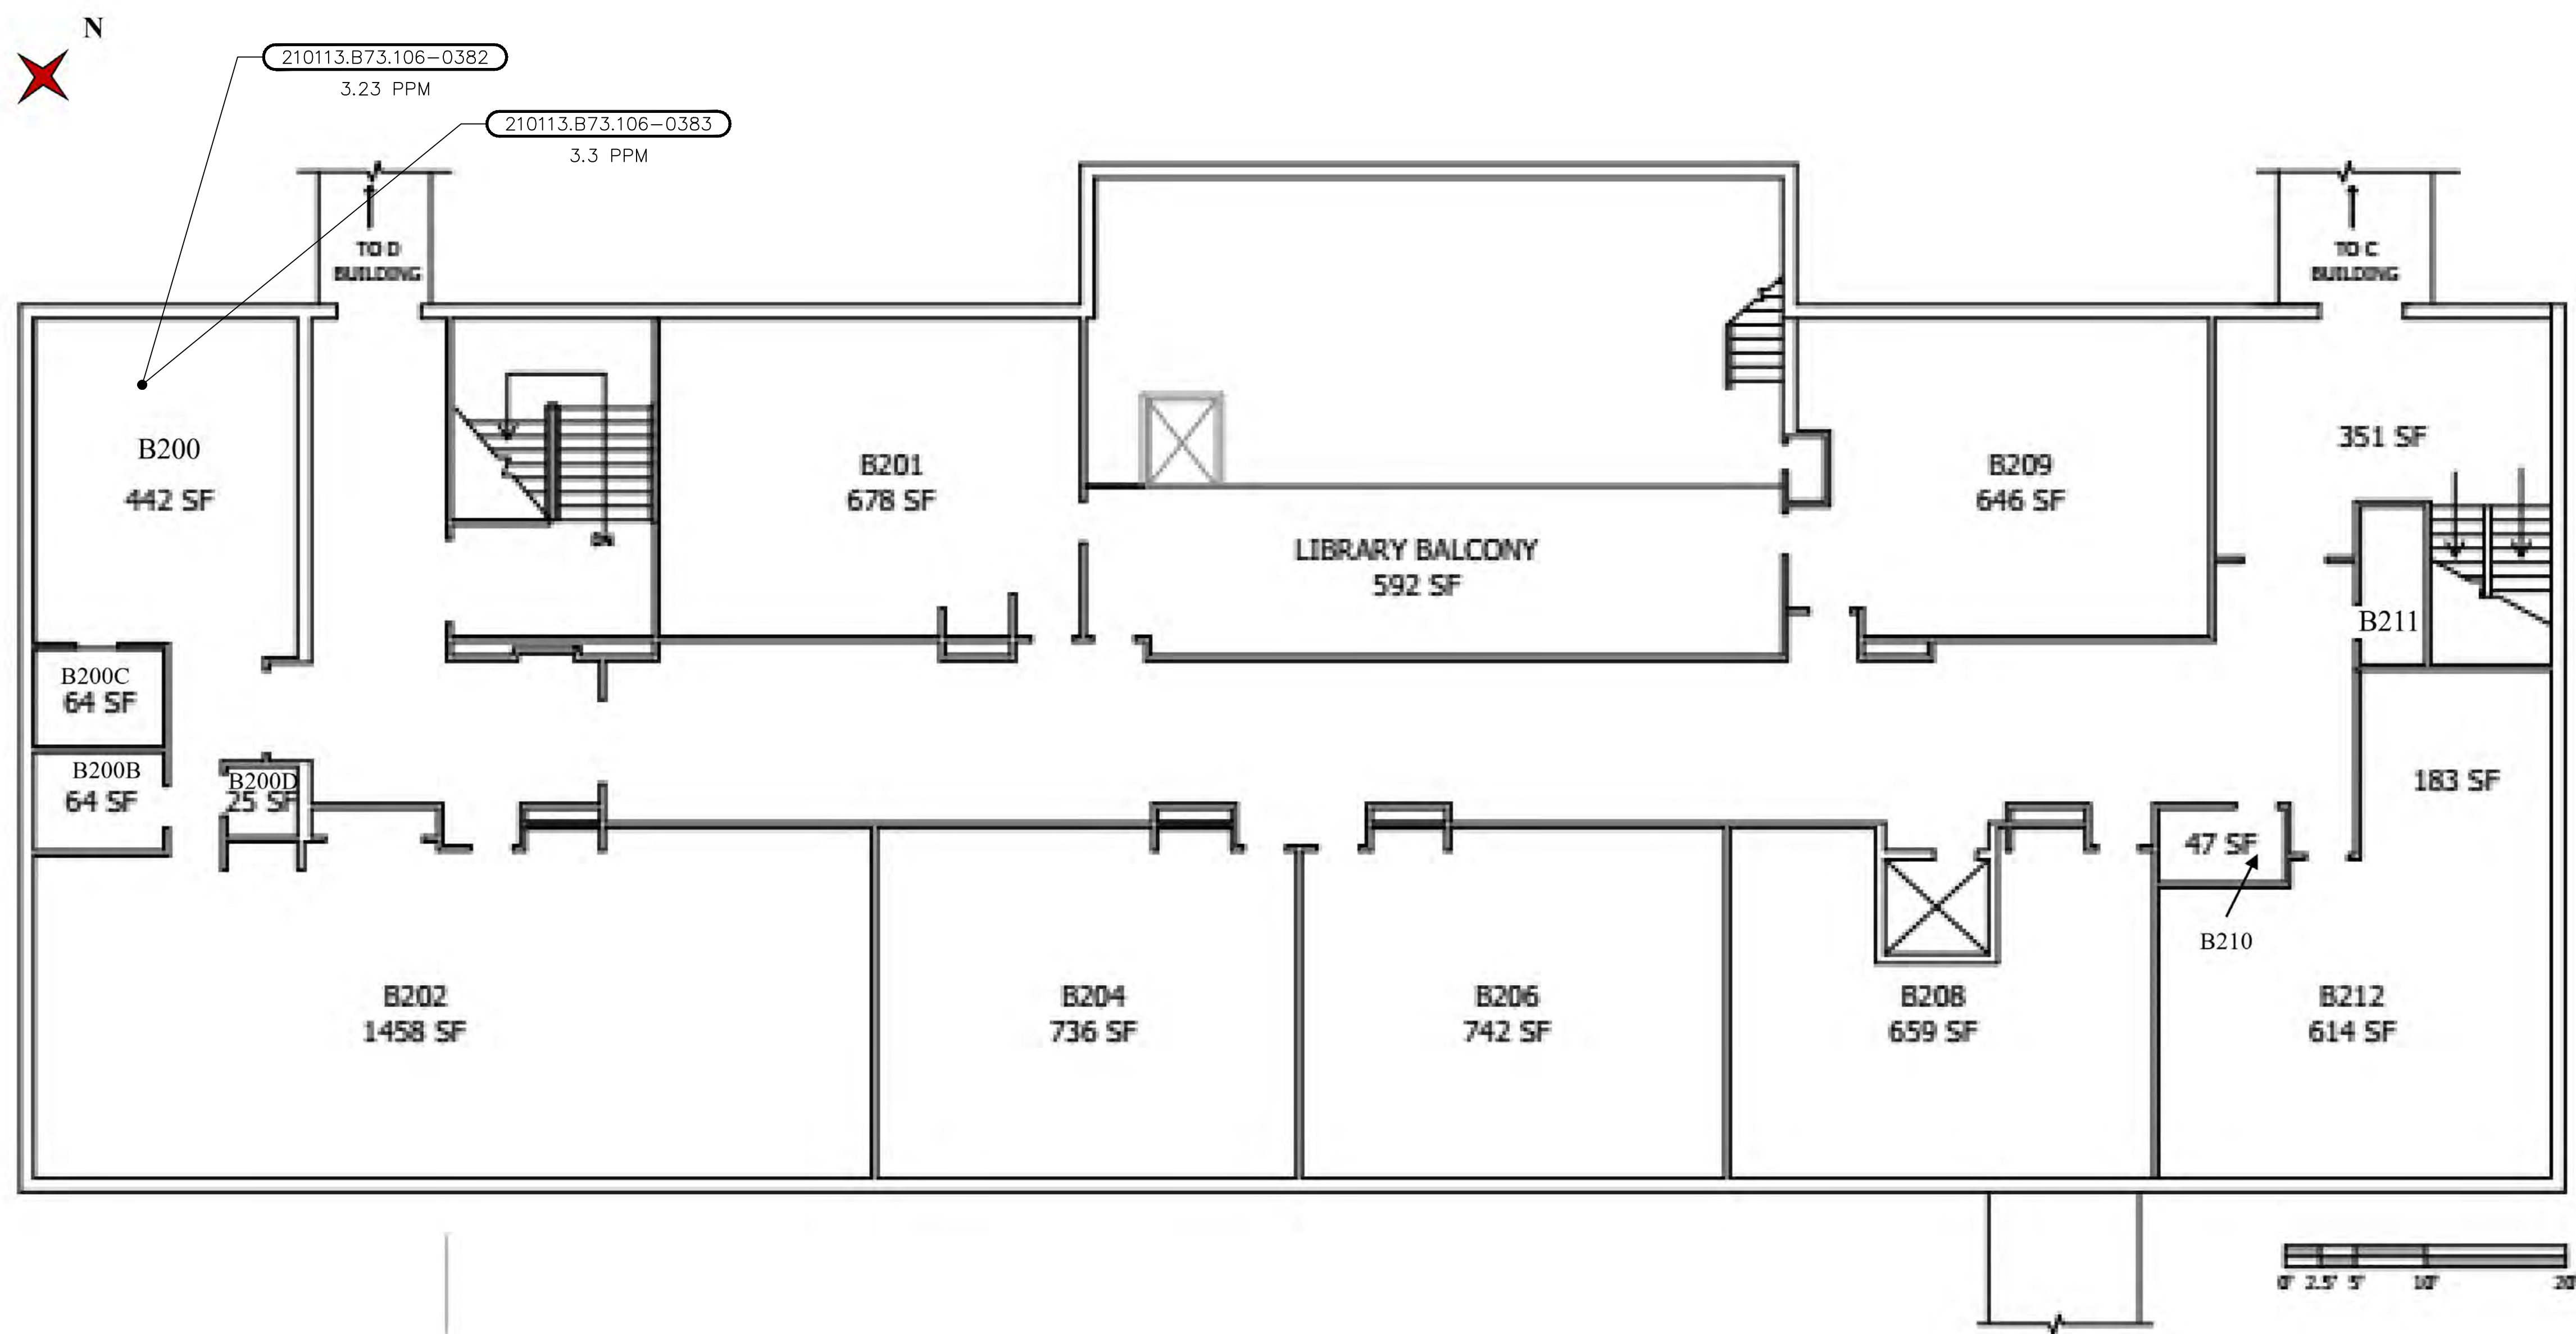 N
210113.B73.106-0382
3.23 PPM
210113.B73.106-0383
3.3 PPM
TO D
BUILDING
TO C
BUILDING
B200
442 SF
B201
678 SF
LIBRARY BALCONY
592 SF
B209
646 SF
351 SF
DN
B211
B200C
64 SF
B200B
64 SF
B200D
25 SF
183 SF
47 SF
B210
B202
1458 SF
B204
736 SF
B206
742 SF
B208
659 SF
B212
614 SF
0' 2.5' 5' 10' 20'